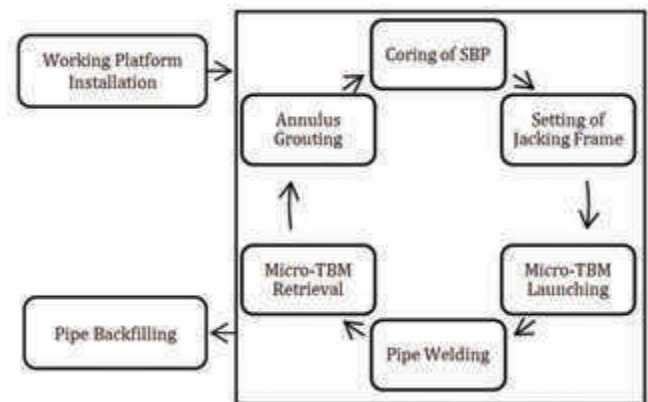 Working Platform
Installation
Coring of SBP
Annulus
Grouting
Setting of
Jacking Frame
Micro-TBM
Retrieval
Micro-TBM
Launching
Pipe Welding
Pipe Backfilling